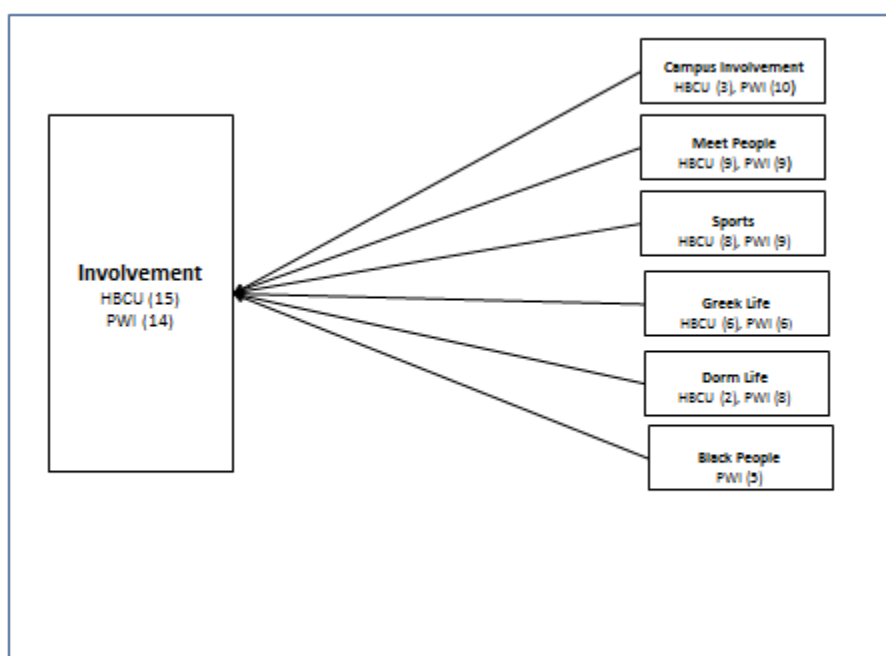 Campus Involvement
HBCU (3), PWI (10)
Meet People
HBCU (9), PWI (9)
Sports
HBCU (8), PWI (9)
Involvement
HBCU (15)
PWI (14)
Greek Life
HBCU (6), PWI (6)
Dorm Life
HBCU (2), PWI (8)
Black People
PWI (5)